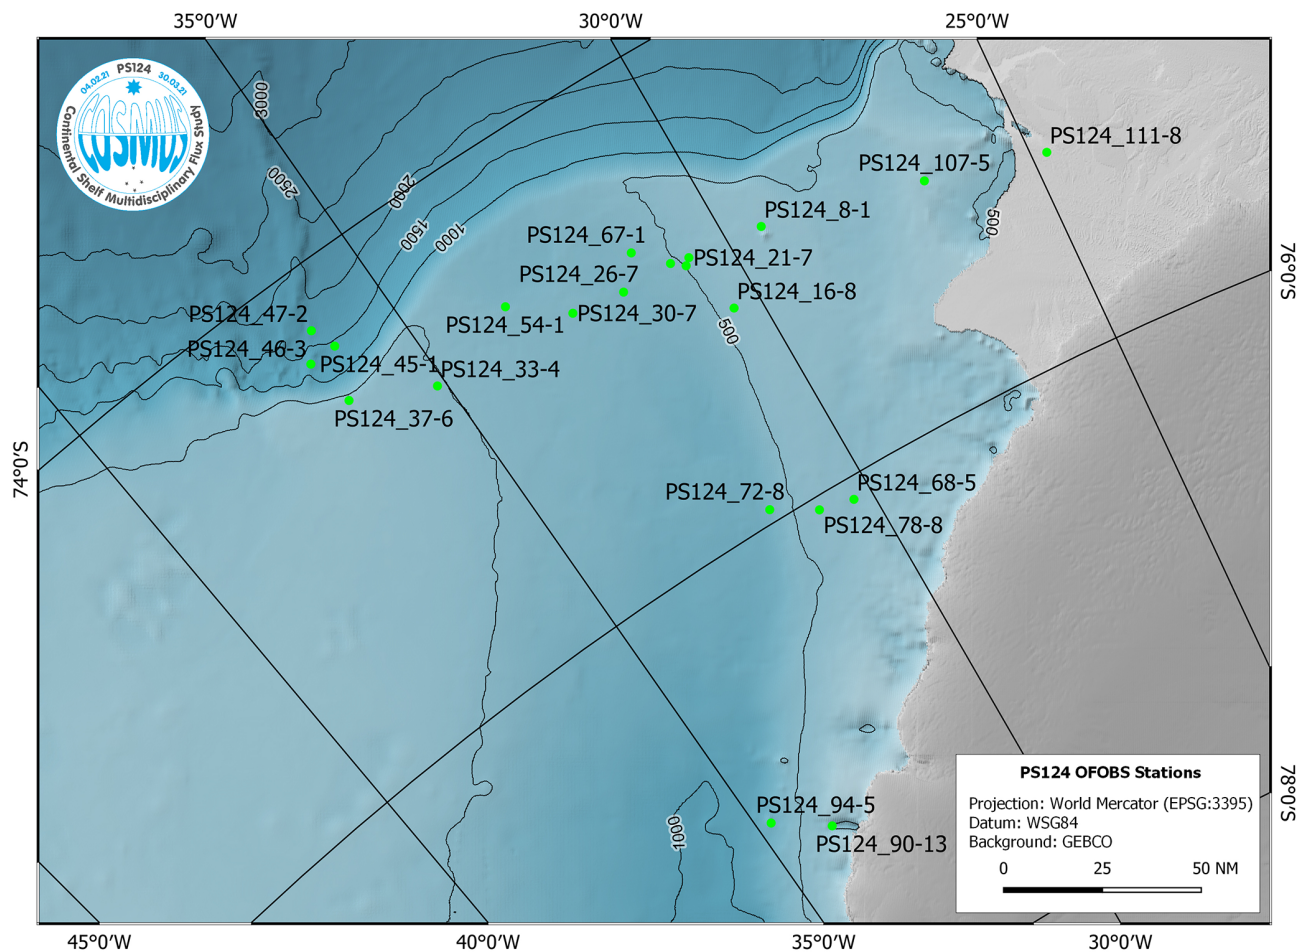 35°0'W
30°0'W
25°0'W
PS124
04.02.21
30.03.21
COSMUS
Continental Shelf Multidisciplinary Flux Study
3000
2500
2000
1500
1000
PS124_111-8
PS124_107-5
PS124_8-1
500
PS124_67-1
PS124_21-7
76°0'S
PS124_26-7
PS124_16-8
PS124_47-2
PS124_54-1
PS124_30-7
500
PS124_46-3
PS124_45-1
PS124_33-4
PS124_37-6
74°0'S
PS124_72-8
PS124_68-5
PS124_78-8
PS124_94-5
PS124_90-13
1000
78°0'S
PS124 OFOBS Stations
Projection: World Mercator (EPSG:3395)
Datum: WSG84
Background: GEBCO
0 25 50 NM
45°0'W
40°0'W
35°0'W
30°0'W